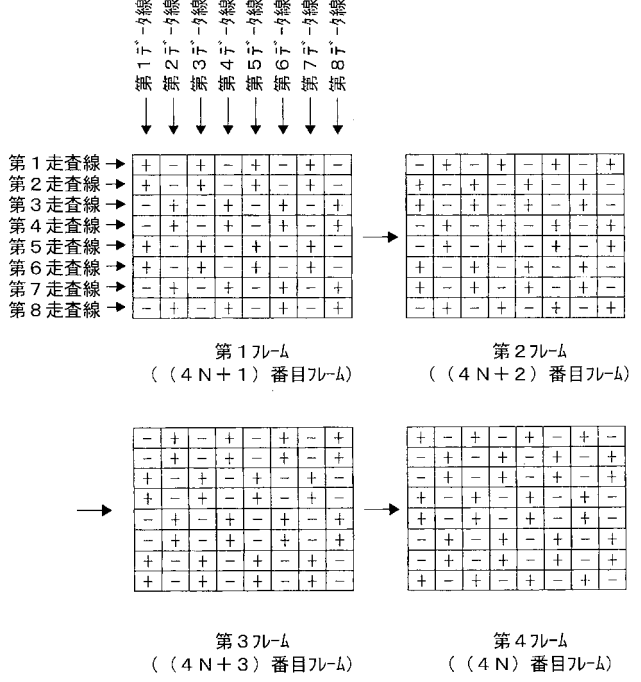 第1ﾃﾞｰﾀ線
第2ﾃﾞｰﾀ線
第3ﾃﾞｰﾀ線
第4ﾃﾞｰﾀ線
第5ﾃﾞｰﾀ線
第6ﾃﾞｰﾀ線
第7ﾃﾞｰﾀ線
第8ﾃﾞｰﾀ線
第1走査線 + − + − + − + −
第2走査線 + − + − + − + −
第3走査線 − + − + − + − +
第4走査線 − + − + − + − +
第5走査線 + − + − + − + −
第6走査線 + − + − + − + −
第7走査線 − + − + − + − +
第8走査線 − + − + − + − +
第1ﾌﾚｰﾑ
((4N+1)番目ﾌﾚｰﾑ)
− + − + − + − +
+ − + − + − + −
+ − + − + − + −
− + − + − + − +
− + − + − + − +
+ − + − + − + −
+ − + − + − + −
− + − + − + − +
第2ﾌﾚｰﾑ
((4N+2)番目ﾌﾚｰﾑ)
− + − + − + − +
− + − + − + − +
+ − + − + − + −
+ − + − + − + −
− + − + − + − +
− + − + − + − +
+ − + − + − + −
+ − + − + − + −
第3ﾌﾚｰﾑ
((4N+3)番目ﾌﾚｰﾑ)
+ − + − + − + −
− + − + − + − +
− + − + − + − +
+ − + − + − + −
+ − + − + − + −
− + − + − + − +
− + − + − + − +
+ − + − + − + −
第4ﾌﾚｰﾑ
((4N)番目ﾌﾚｰﾑ)